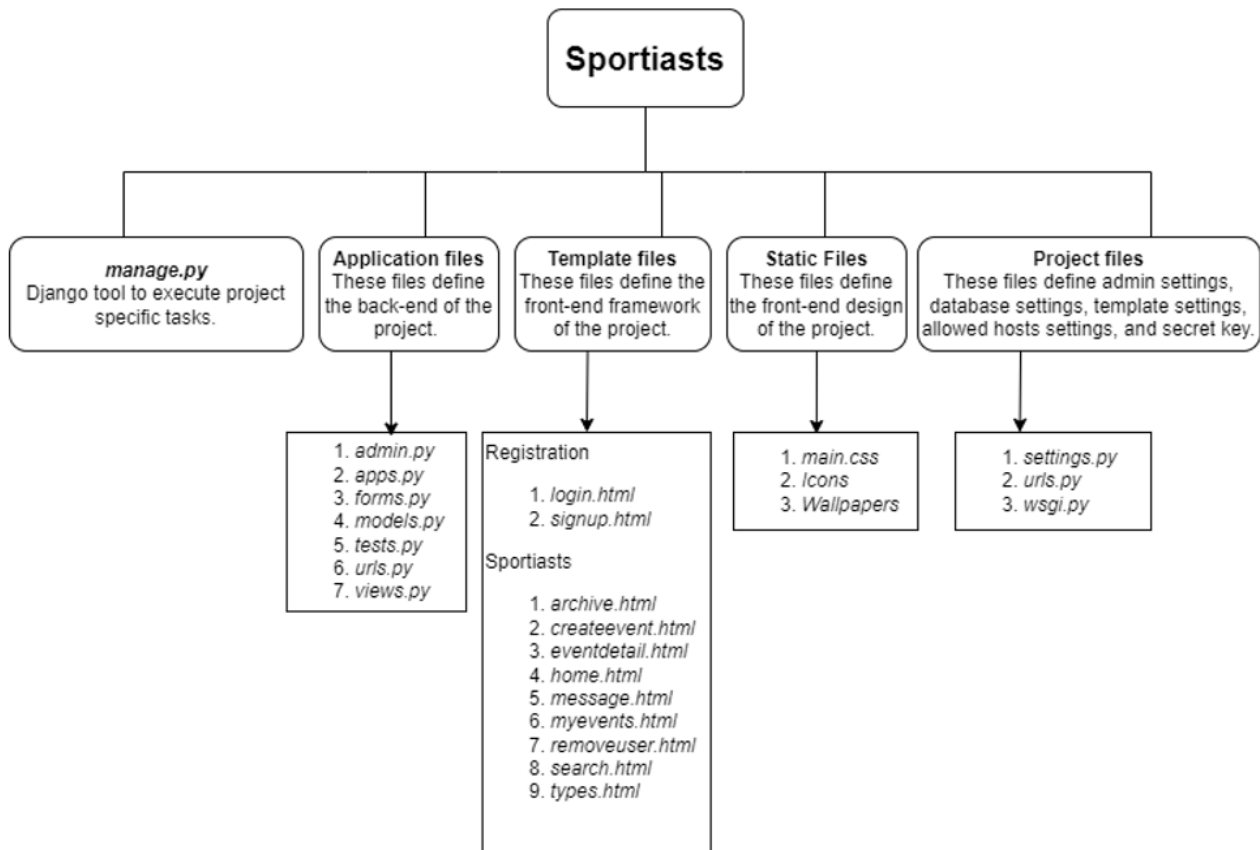 Sportiasts
manage.py
Django tool to execute project
specific tasks.
Application files
These files define
the back-end of the
project.
Template files
These files define the
front-end framework
of the project.
Static Files
These files define
the front-end design
of the project.
Project files
These files define admin settings,
database settings, template settings,
allowed hosts settings, and secret key.
1. admin.py
2. apps.py
3. forms.py
4. models.py
5. tests.py
6. urls.py
7. views.py
Registration
1. login.html
2. signup.html
Sportiasts
1. archive.html
2. createevent.html
3. eventdetail.html
4. home.html
5. message.html
6. myevents.html
7. removeuser.html
8. search.html
9. types.html
1. main.css
2. Icons
3. Wallpapers
1. settings.py
2. urls.py
3. wsgi.py